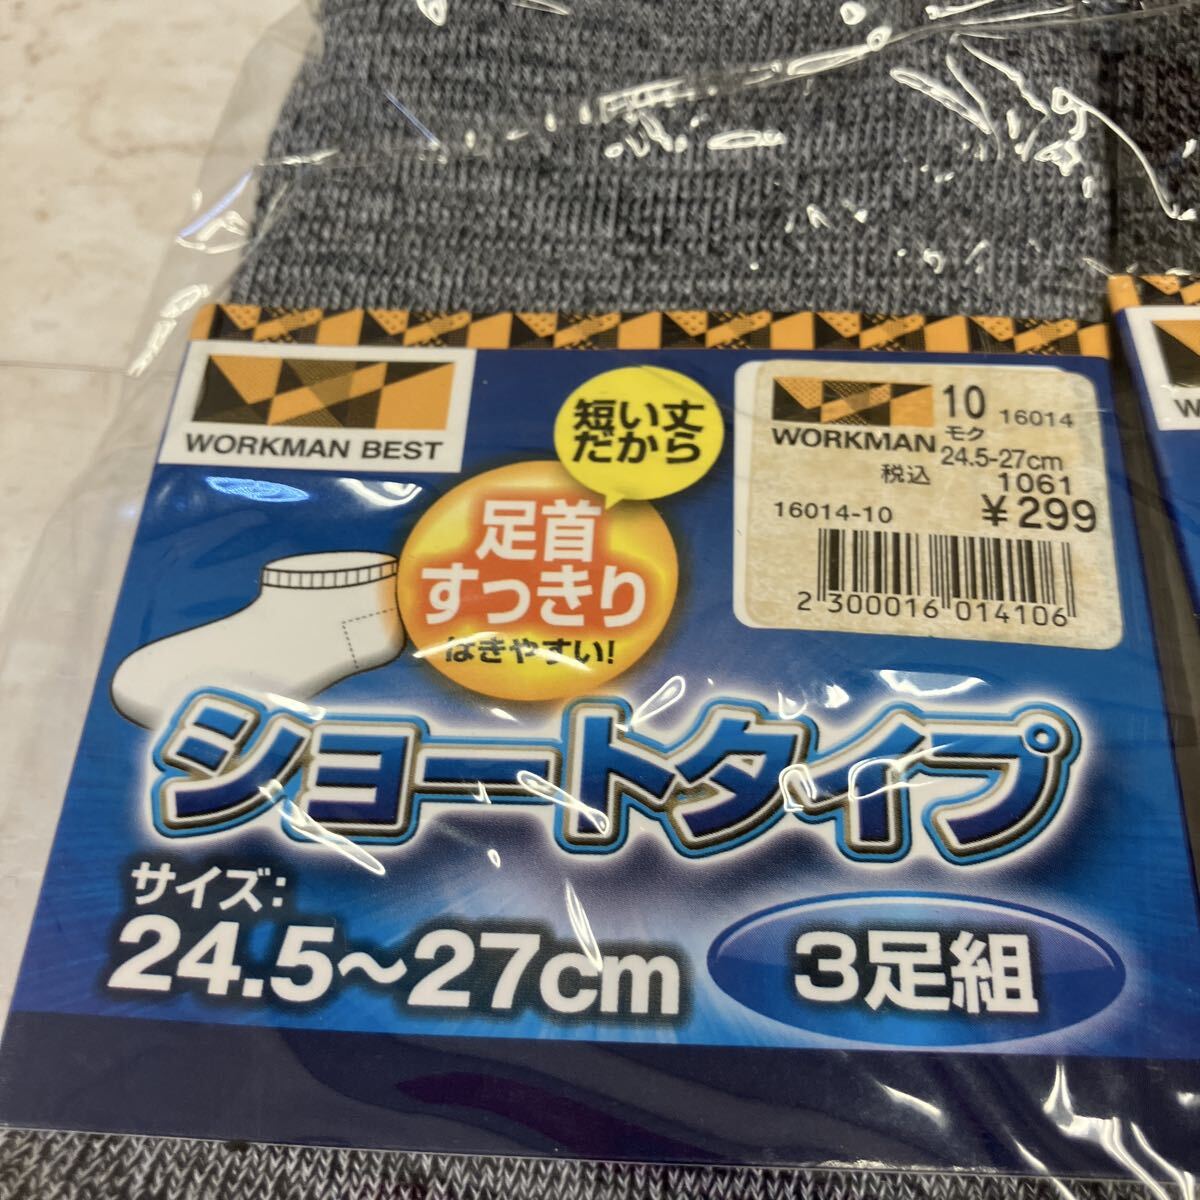 WORKMAN BEST
短い丈
だから
足首
すっきり
はきやすい!
WORKMAN
10 16014
モク
24.5-27cm
税込 1061
16014-10 ¥299
2 300016 014106
ショートタイプ
サイズ:
24.5~27cm
3足組